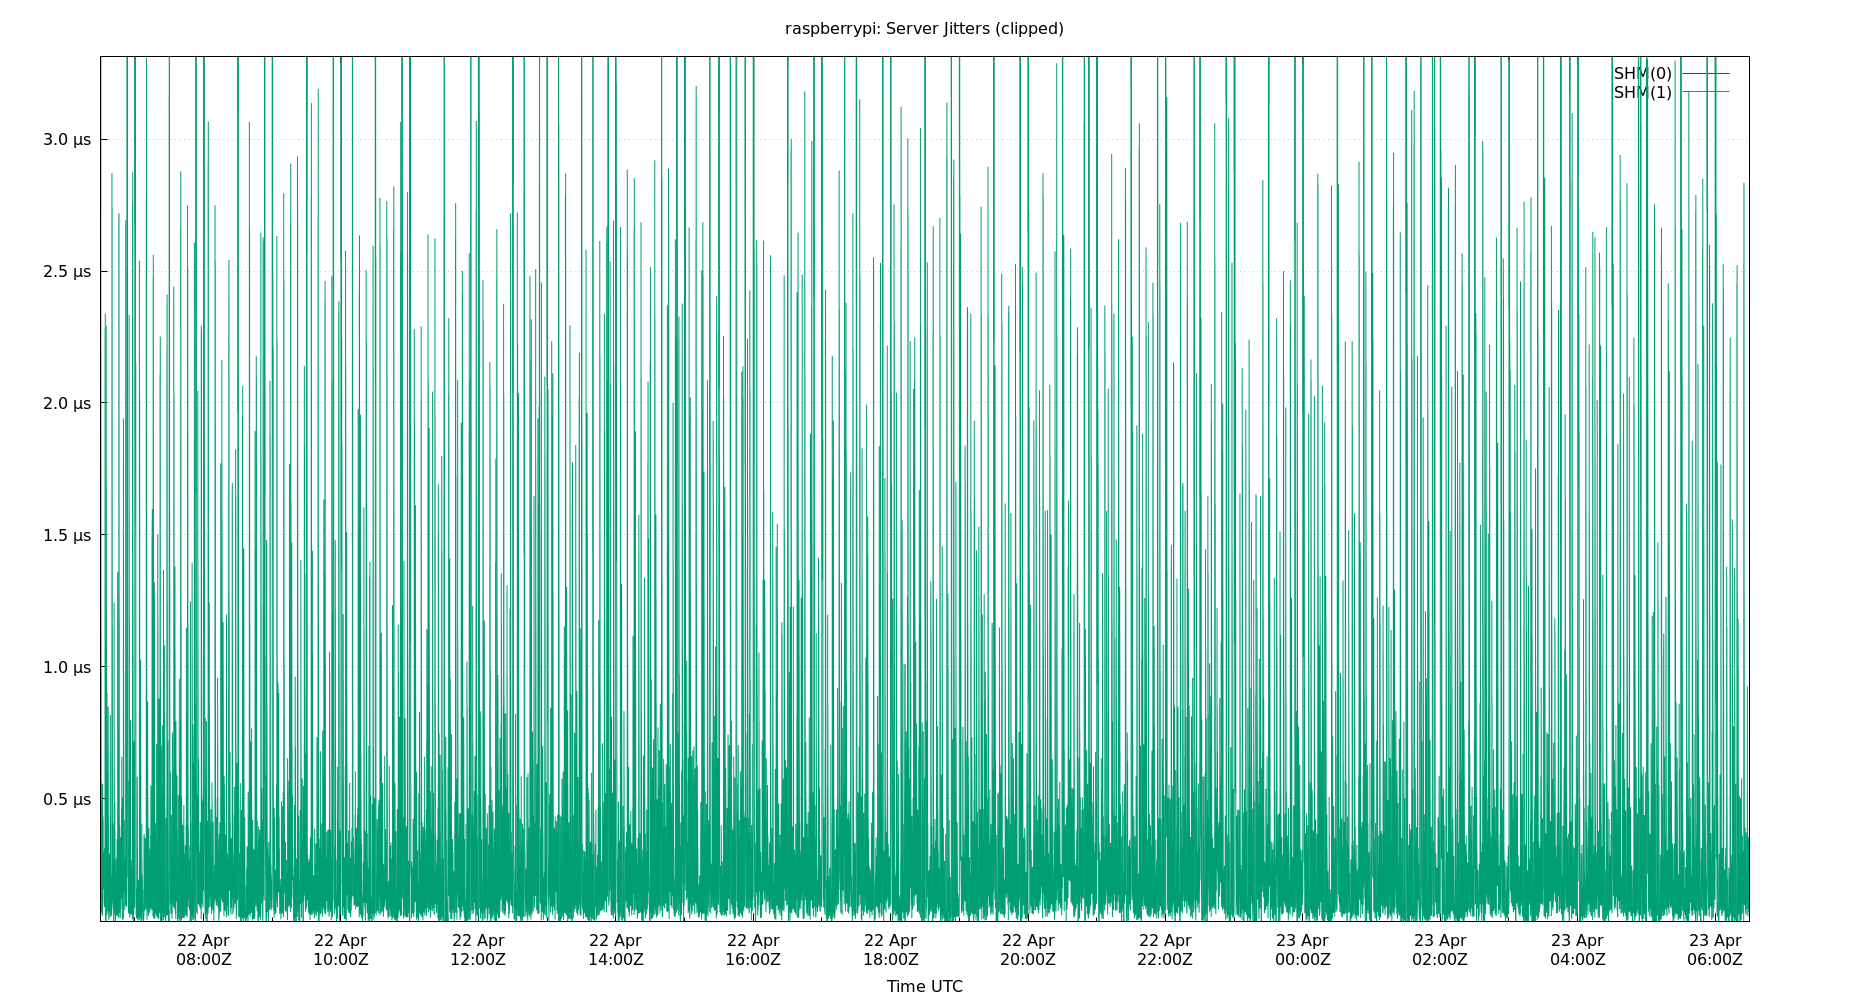 raspberrypi: Server Jitters (clipped)
SHM(0)
SHM(1)
3.0 µs
2.5 µs
2.0 µs
1.5 µs
1.0 µs
0.5 µs
22 Apr 22 Apr 22 Apr 22 Apr 22 Apr 22 Apr 22 Apr 22 Apr 23 Apr 23 Apr 23 Apr 23 Apr
08:00Z 10:00Z 12:00Z 14:00Z 16:00Z 18:00Z 20:00Z 22:00Z 00:00Z 02:00Z 04:00Z 06:00Z
Time UTC